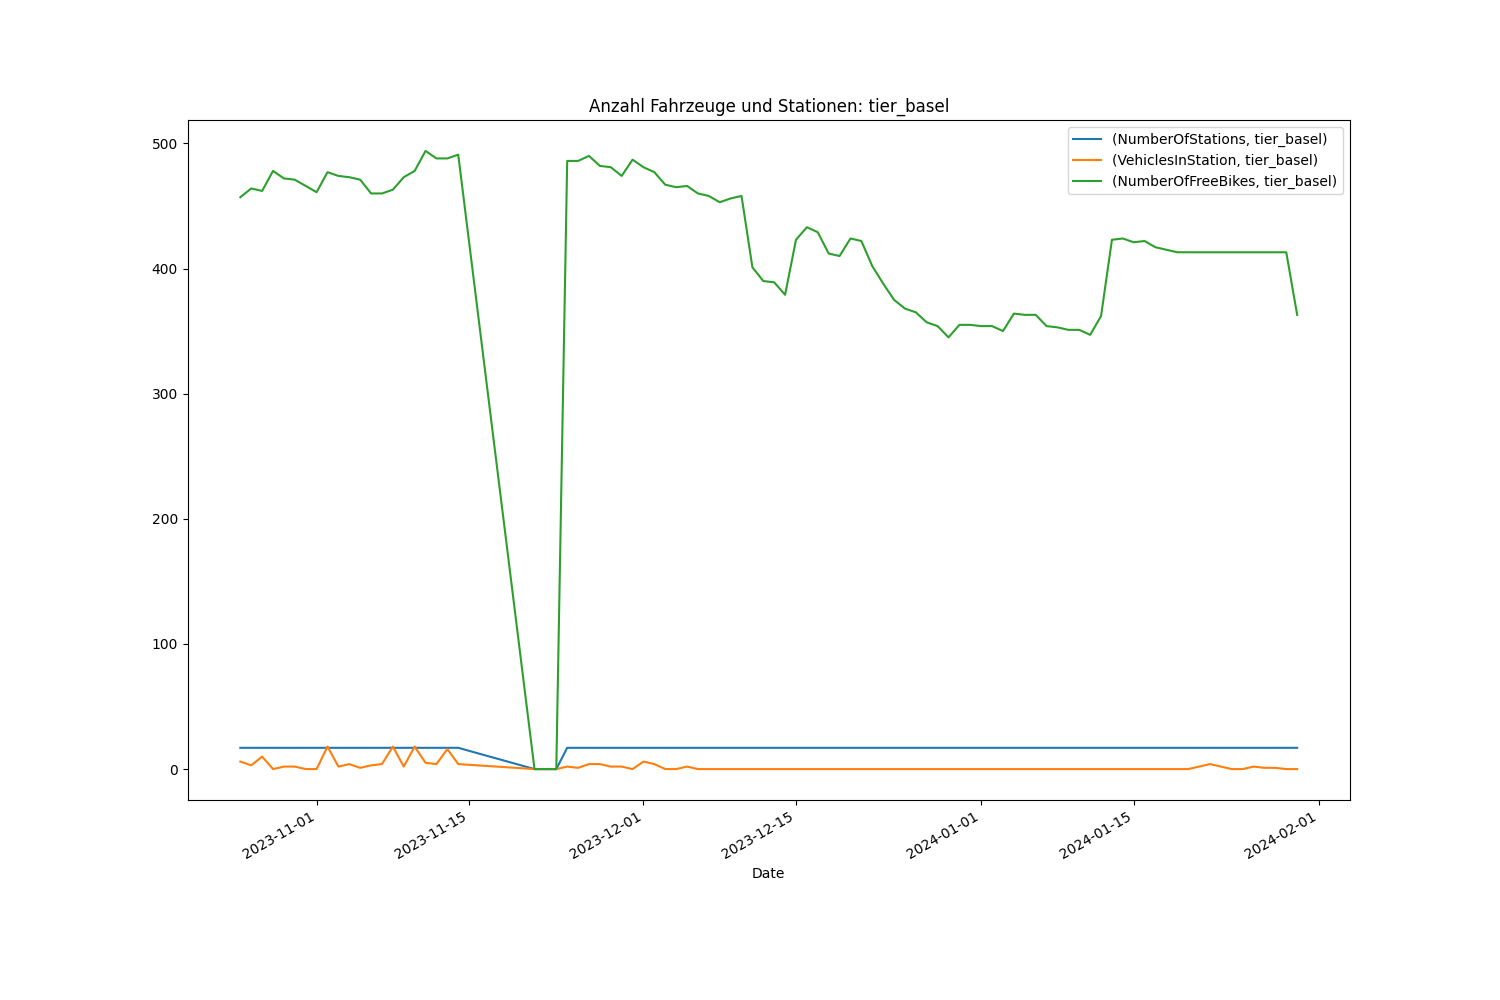 Anzahl Fahrzeuge und Stationen: tier_basel
(NumberOfStations, tier_basel)
(VehiclesInStation, tier_basel)
(NumberOfFreeBikes, tier_basel)
500
400
300
200
100
0
2023-11-01
2023-11-15
2023-12-01
2023-12-15
2024-01-01
2024-01-15
2024-02-01
Date